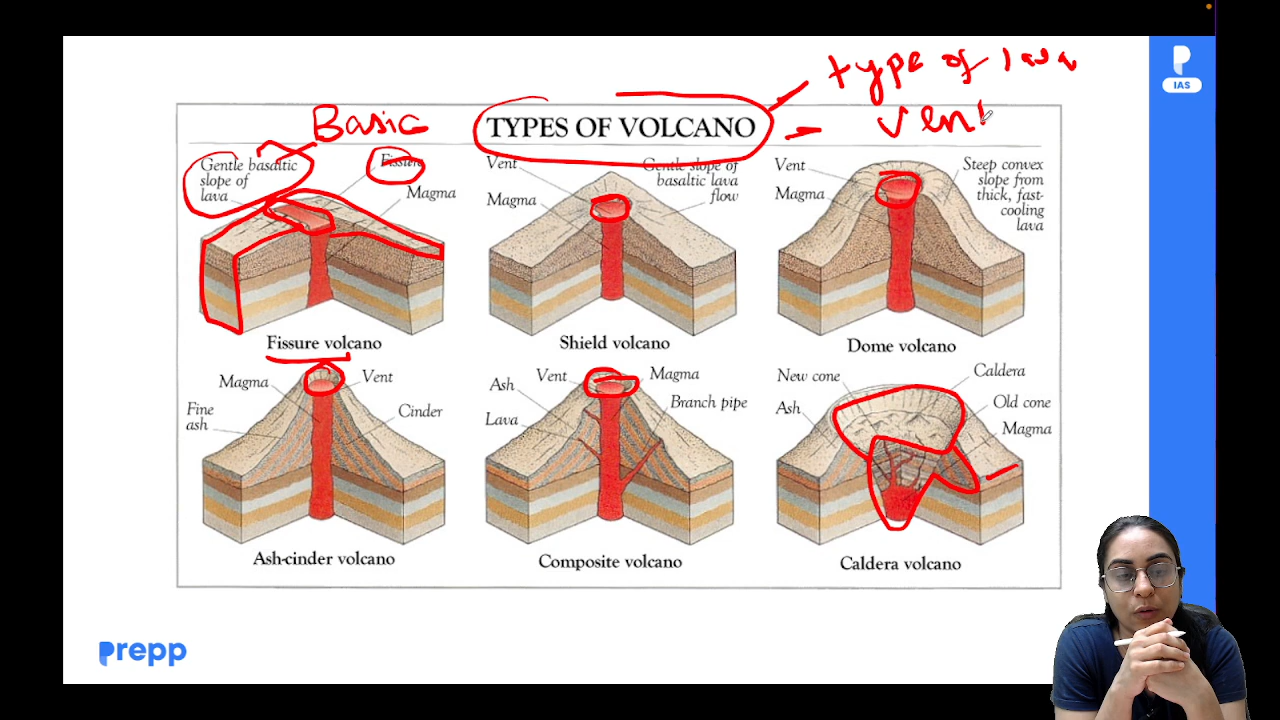 type of lava
vent
Basic
TYPES OF VOLCANO
P
IAS
Gentle basaltic
slope of
lava
Fissure
Magma
Vent
Magma
Gentle slope of
basaltic lava
flow
Vent
Magma
Steep convex
slope from
thick, fast-
cooling
lava
Fissure volcano
Shield volcano
Dome volcano
Magma
Vent
Fine
ash
Cinder
Ash
Vent
Magma
Lava
Branch pipe
New cone
Caldera
Ash
Old cone
Magma
Ash-cinder volcano
Composite volcano
Caldera volcano
prepp